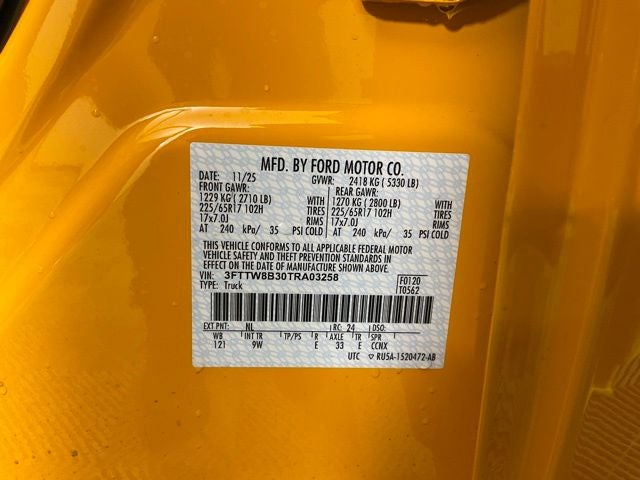 MFD. BY FORD MOTOR CO.
DATE: 11/25 GVWR: 2418 KG ( 5330 LB)
FRONT GAWR: REAR GAWR:
1229 KG ( 2710 LB) WITH 1270 KG ( 2800 LB) WITH
225/65R17 102H TIRES 225/65R17 102H TIRES
17x7.0J RIMS 17x7.0J RIMS
AT 240 kPa/ 35 PSI COLD AT 240 kPa/ 35 PSI COLD
THIS VEHICLE CONFORMS TO ALL APPLICABLE FEDERAL MOTOR
VEHICLE SAFETY AND THEFT PREVENTION STANDARDS IN
EFFECT ON THE DATE OF MANUFACTURE SHOWN ABOVE.
VIN: 3FTTW8B30TRA03258 F0120
TYPE: Truck T0562
EXT PNT: NL RC: 24 DSO:
WB INT TR TP/PS R AXLE TR SPR
121 9W E 33 E CCNX
UTC ▽ RU5A-1520472-AB